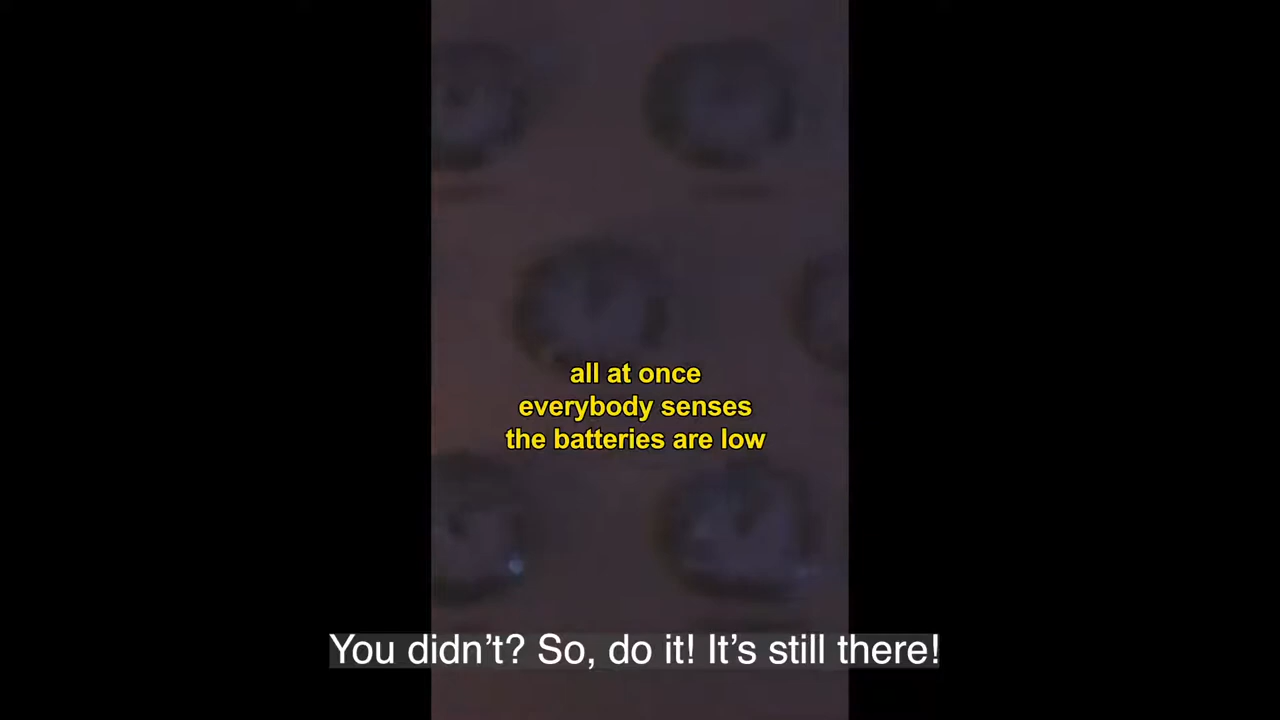 all at once
everybody senses
the batteries are low
You didn’t? So, do it! It’s still there!